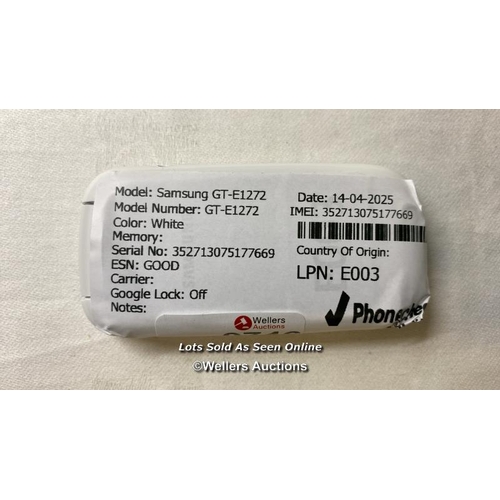 Model: Samsung GT-E1272
Model Number: GT-E1272
Color: White
Memory:
Serial No: 352713075177669
ESN: GOOD
Carrier:
Google Lock: Off
Notes:
Date: 14-04-2025
IMEI: 352713075177669
Country Of Origin:
LPN: E003
Wellers
Auctions
Lots Sold As Seen Online
©Wellers Auctions